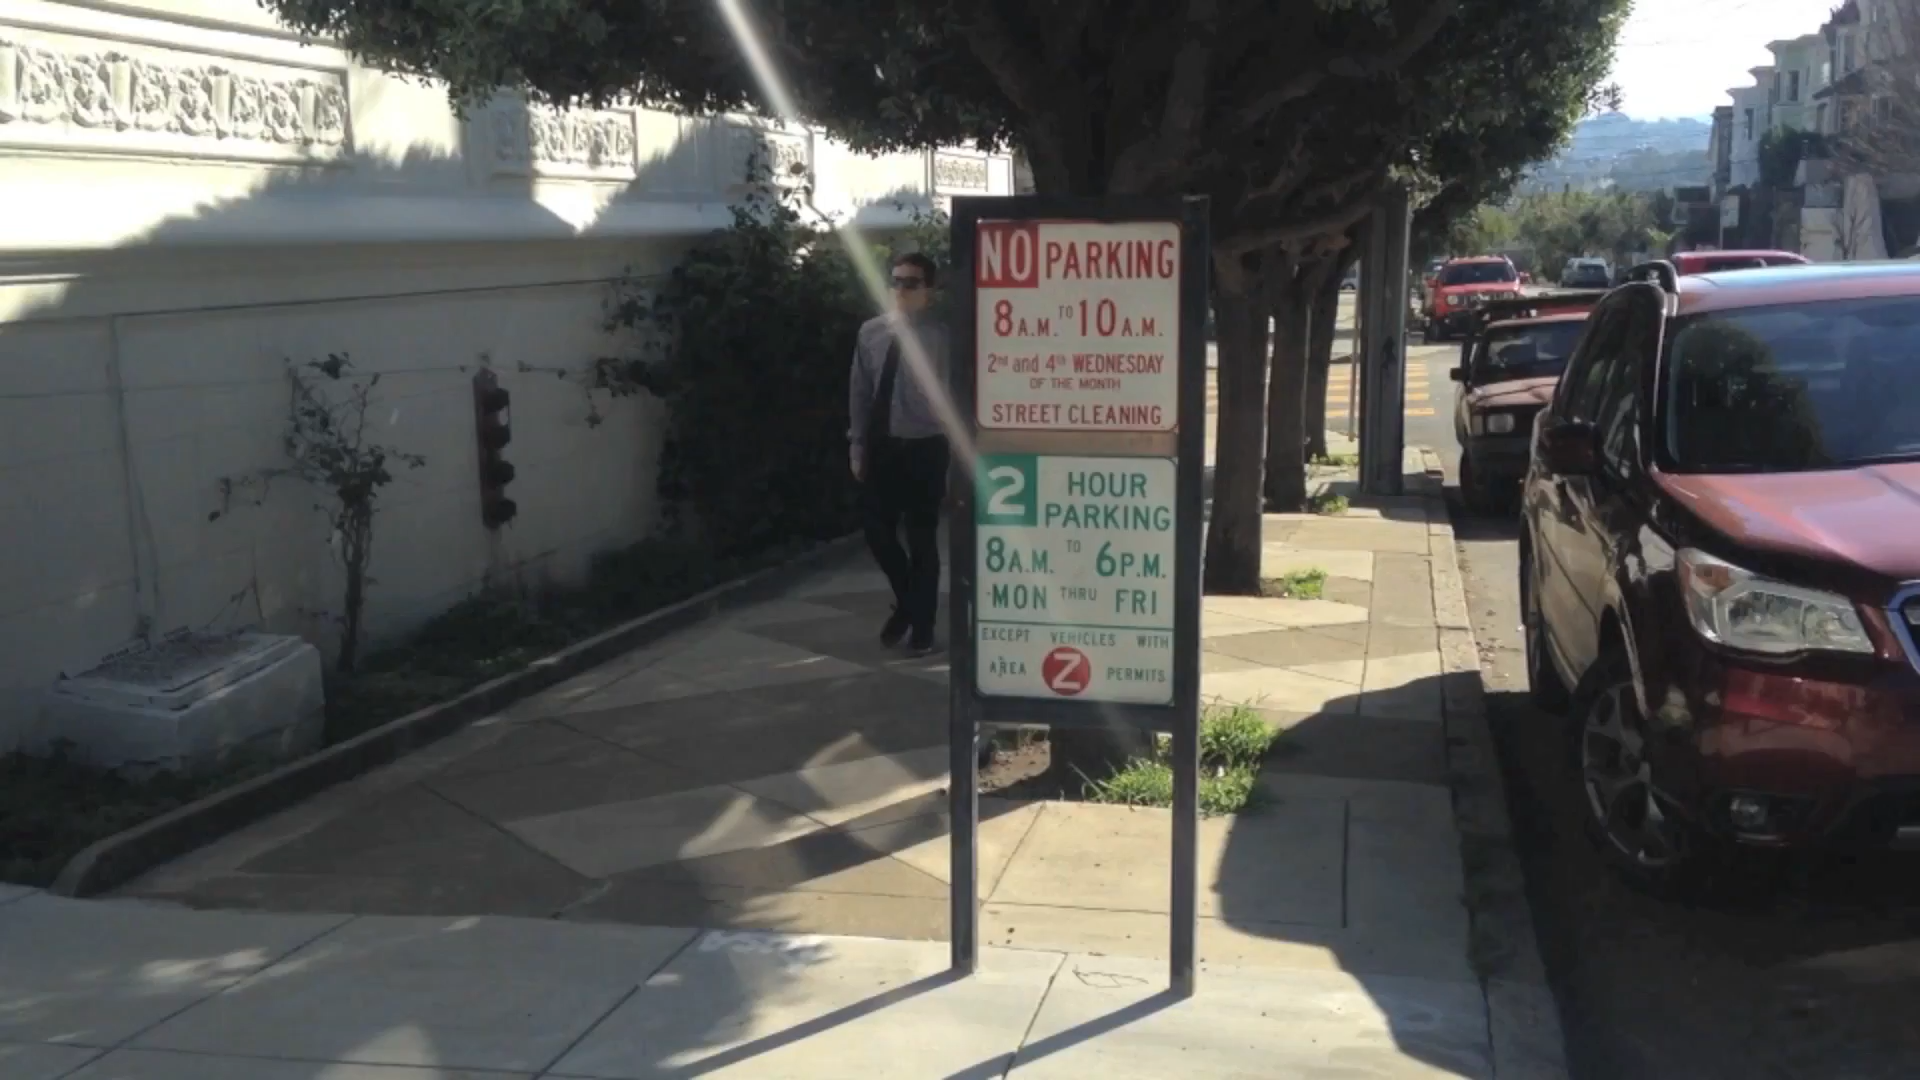 NO PARKING
8 A.M. TO 10 A.M.
2nd and 4th WEDNESDAY
OF THE MONTH
STREET CLEANING
2 HOUR
PARKING
8 A.M. TO 6 P.M.
MON THRU FRI
EXCEPT VEHICLES WITH
AREA Z PERMITS